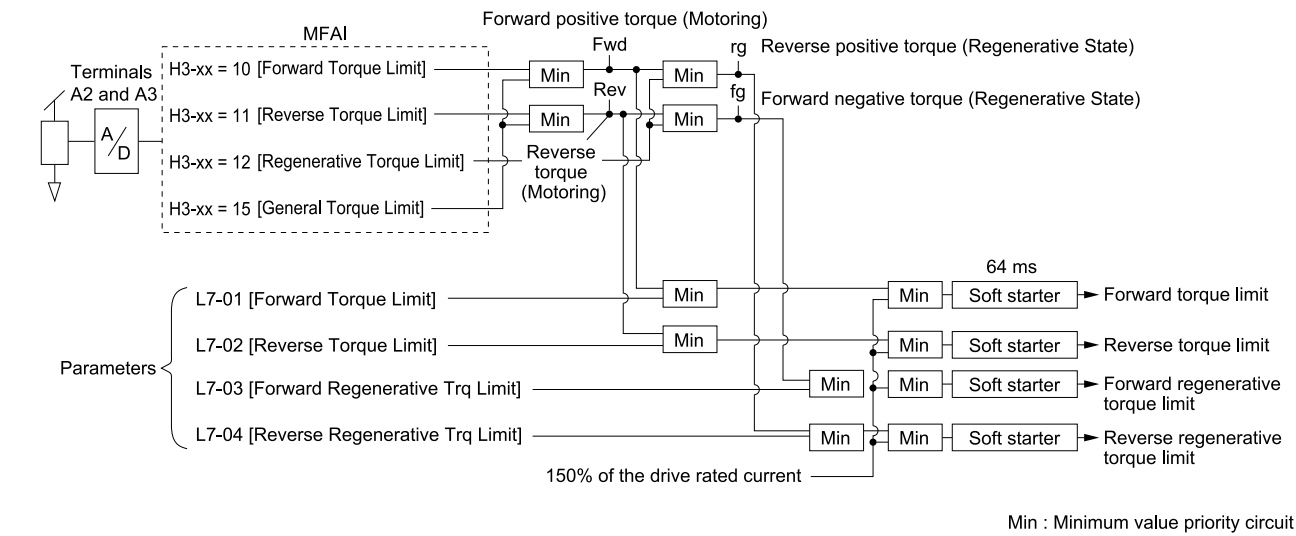 Forward positive torque (Motoring)
MFAI
Fwd
rg
Reverse positive torque (Regenerative State)
Terminals
A2 and A3
H3-xx = 10 [Forward Torque Limit]
Min
Min
Rev
fg
Forward negative torque (Regenerative State)
A/D
H3-xx = 11 [Reverse Torque Limit]
Min
Min
H3-xx = 12 [Regenerative Torque Limit]
Reverse
torque
(Motoring)
H3-xx = 15 [General Torque Limit]
64 ms
L7-01 [Forward Torque Limit]
Min
Min
Soft starter
Forward torque limit
L7-02 [Reverse Torque Limit]
Min
Min
Soft starter
Reverse torque limit
Parameters
L7-03 [Forward Regenerative Trq Limit]
Min
Min
Soft starter
Forward regenerative
torque limit
L7-04 [Reverse Regenerative Trq Limit]
Min
Min
Soft starter
Reverse regenerative
torque limit
150% of the drive rated current
Min : Minimum value priority circuit